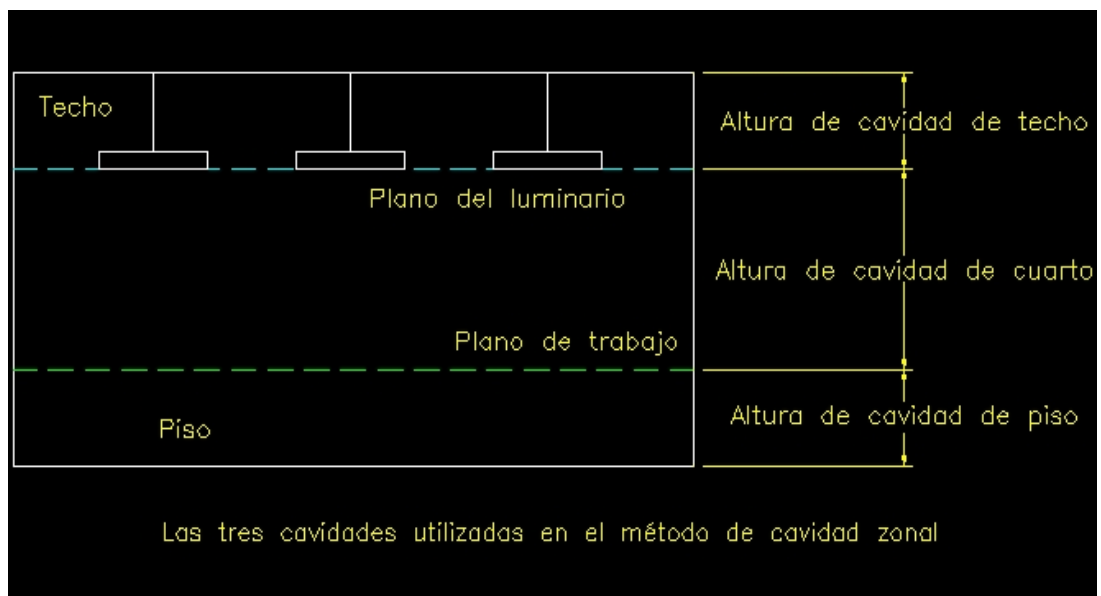 Techo
Altura de cavidad de techo
Plano del luminario
Altura de cavidad de cuarto
Plano de trabajo
Altura de cavidad de piso
Piso
Las tres cavidades utilizadas en el método de cavidad zonal